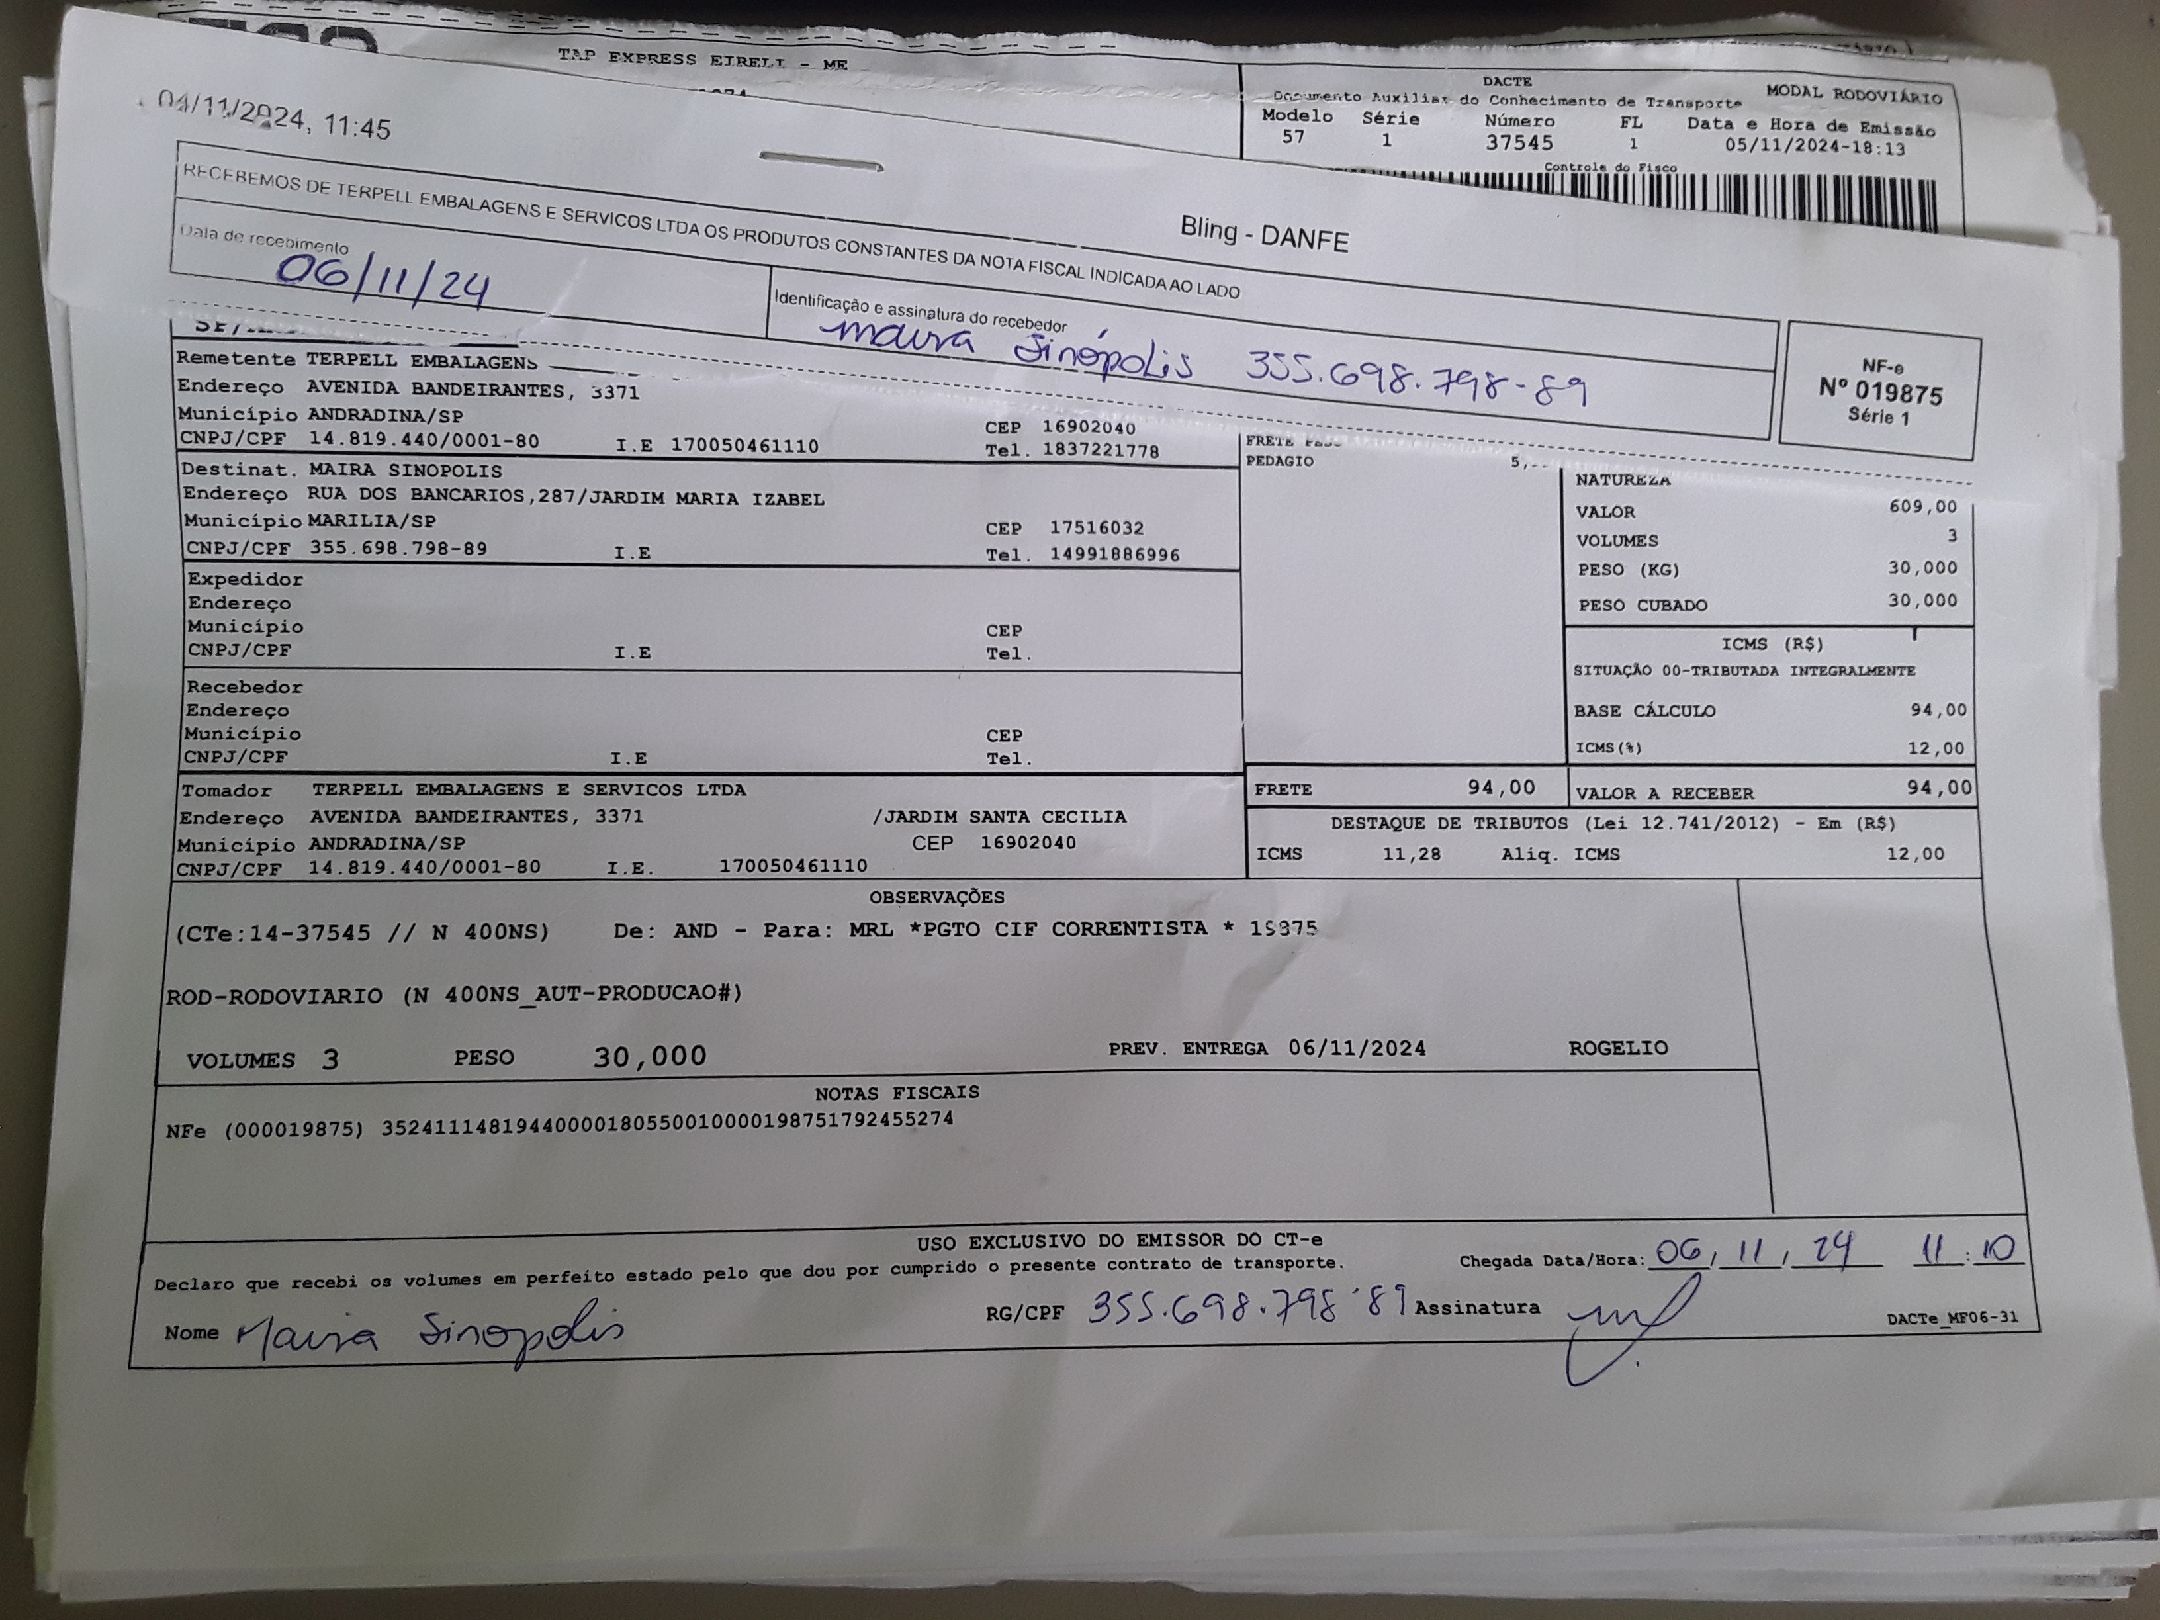 TAP EXPRESS EIRELI - ME
DACTE
MODAL RODOVIÁRIO
Documento Auxiliar do Conhecimento de Transporte
Modelo Série Número FL Data e Hora de Emissão
57 1 37545 1 05/11/2024-18:13
Controle do Fisco
04/11/2024, 11:45
Bling - DANFE
RECEBEMOS DE TERPELL EMBALAGENS E SERVICOS LTDA OS PRODUTOS CONSTANTES DA NOTA FISCAL INDICADA AO LADO
Data de recebimento
06/11/24
Identificação e assinatura do recebedor
Maira Sinópolis 355.698.798-89
NF-e
Nº 019875
Série 1
Remetente TERPELL EMBALAGENS
Endereço AVENIDA BANDEIRANTES, 3371
Município ANDRADINA/SP CEP 16902040
CNPJ/CPF 14.819.440/0001-80 I.E 170050461110 Tel. 1837221778
Destinat. MAIRA SINOPOLIS
Endereço RUA DOS BANCARIOS,287/JARDIM MARIA IZABEL
Município MARILIA/SP CEP 17516032
CNPJ/CPF 355.698.798-89 I.E Tel. 14991886996
Expedidor
Endereço
Município CEP
CNPJ/CPF I.E Tel.
Recebedor
Endereço
Município CEP
CNPJ/CPF I.E Tel.
Tomador TERPELL EMBALAGENS E SERVICOS LTDA
Endereço AVENIDA BANDEIRANTES, 3371 /JARDIM SANTA CECILIA
Município ANDRADINA/SP CEP 16902040
CNPJ/CPF 14.819.440/0001-80 I.E. 170050461110
FRETE
PEDAGIO 5,
NATUREZA
VALOR 609,00
VOLUMES 3
PESO (KG) 30,000
PESO CUBADO 30,000
ICMS (R$)
SITUAÇÃO 00-TRIBUTADA INTEGRALMENTE
BASE CÁLCULO 94,00
ICMS(%) 12,00
FRETE 94,00 VALOR A RECEBER 94,00
DESTAQUE DE TRIBUTOS (Lei 12.741/2012) - Em (R$)
ICMS 11,28 Aliq. ICMS 12,00
OBSERVAÇÕES
(CTe:14-37545 // N 400NS) De: AND - Para: MRL *PGTO CIF CORRENTISTA * 19875
ROD-RODOVIARIO (N 400NS_AUT-PRODUCAO#)
VOLUMES 3 PESO 30,000 PREV. ENTREGA 06/11/2024 ROGELIO
NOTAS FISCAIS
NFe (000019875) 35241114819440000180550010000198751792455274
USO EXCLUSIVO DO EMISSOR DO CT-e
Declaro que recebi os volumes em perfeito estado pelo que dou por cumprido o presente contrato de transporte.
Chegada Data/Hora: 06/11/24 11:10
Nome Maira Sinopolis RG/CPF 355.698.798-89 Assinatura
DACTe_MF06-31